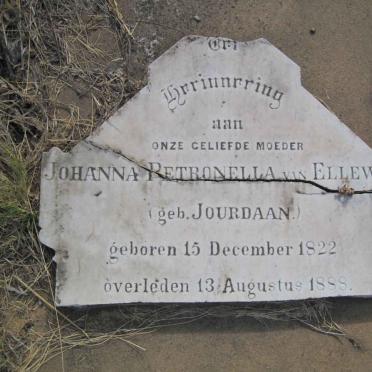 Ter
Herinnering
aan
ONZE GELIEFDE MOEDER
JOHANNA PETRONELLA VAN ELLEW
(geb. JOURDAAN.)
geboren 15 December 1822
overleden 13 Augustus 1888.